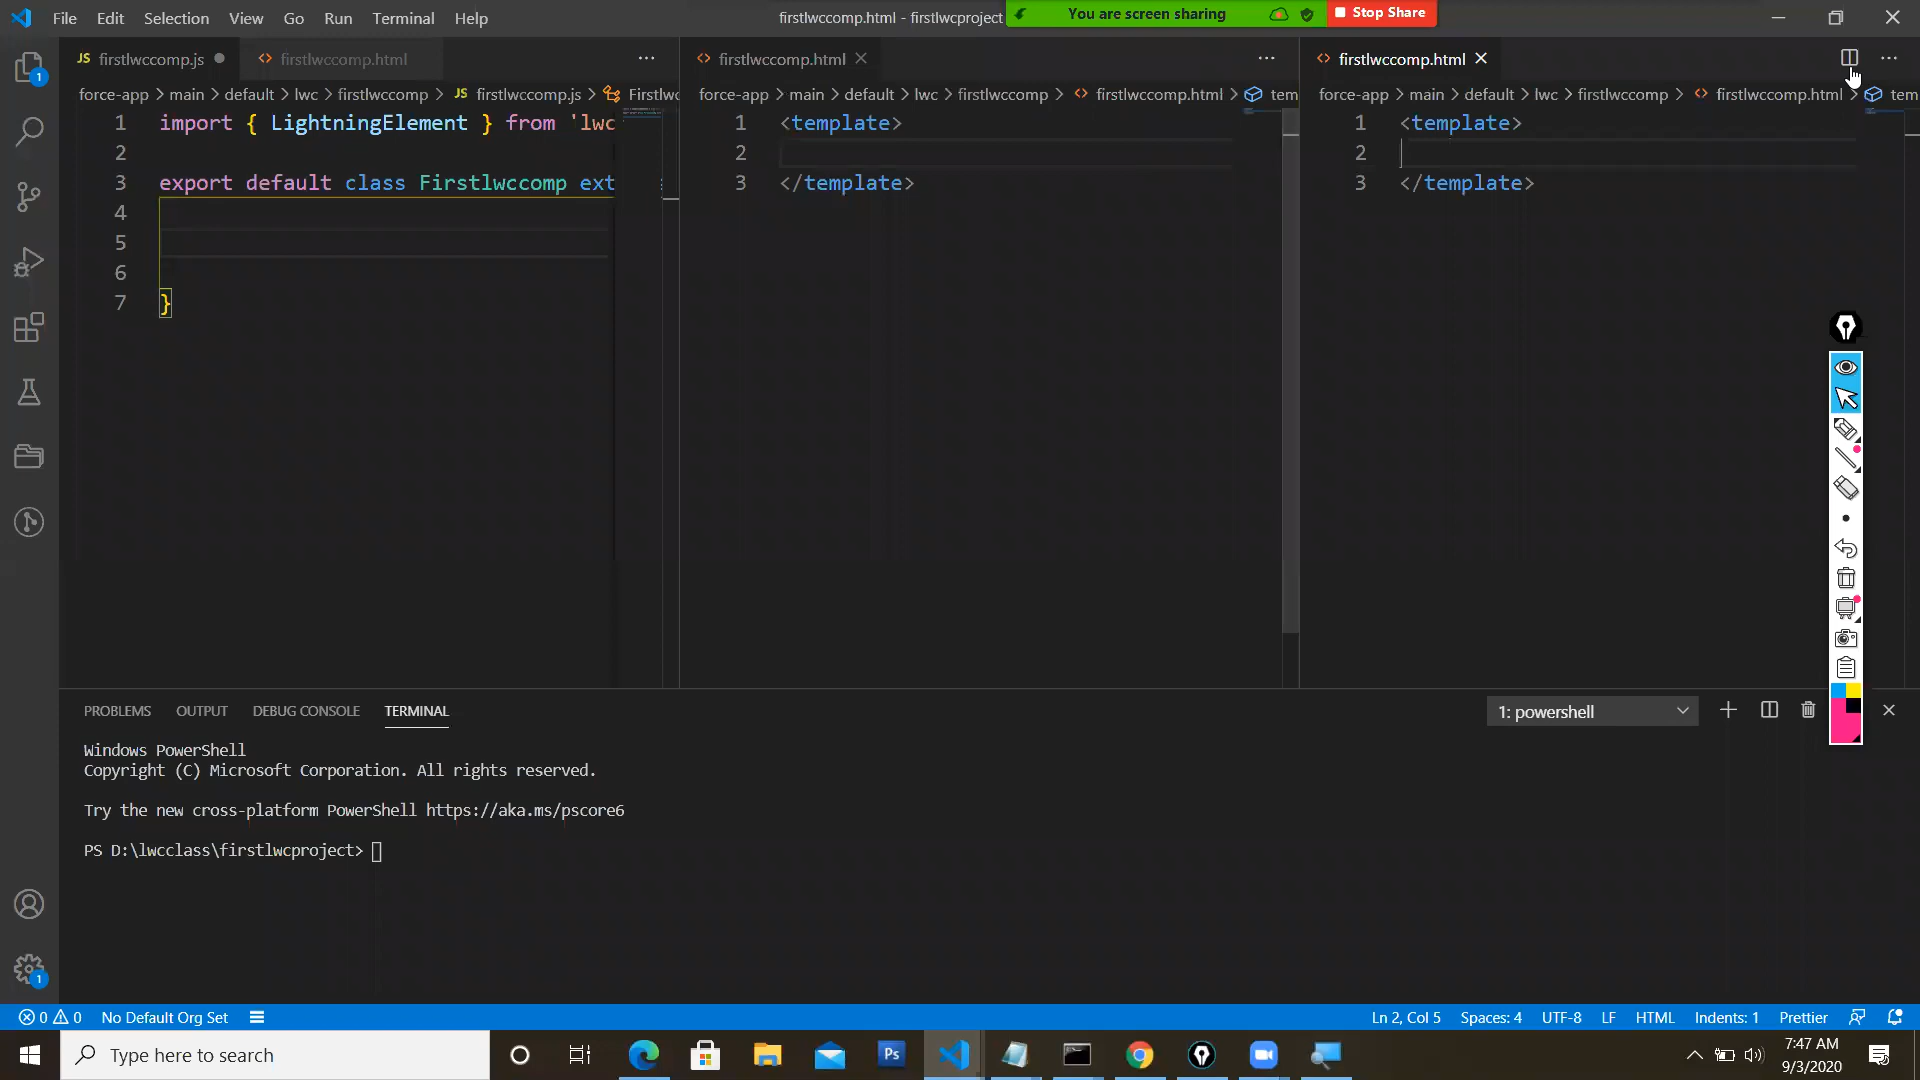 File Edit Selection View Go Run Terminal Help
firstlwccomp.html - firstlwcproject
You are screen sharing
Stop Share
JS firstlwccomp.js
firstlwccomp.html
firstlwccomp.html
firstlwccomp.html
force-app > main > default > lwc > firstlwccomp > JS firstlwccomp.js > Firstlwc
force-app > main > default > lwc > firstlwccomp > firstlwccomp.html > tem
force-app > main > default > lwc > firstlwccomp > firstlwccomp.html > tem
1 import { LightningElement } from 'lwc
2
3 export default class Firstlwccomp ext
4
5
6
7 }
1 <template>
2
3 </template>
1 <template>
2
3 </template>
1
PROBLEMS OUTPUT DEBUG CONSOLE TERMINAL
1: powershell
Windows PowerShell
Copyright (C) Microsoft Corporation. All rights reserved.
Try the new cross-platform PowerShell https://aka.ms/pscore6
PS D:\lwcclass\firstlwcproject>
1
0 0 No Default Org Set
Ln 2, Col 5 Spaces: 4 UTF-8 LF HTML Indents: 1 Prettier
Type here to search
Ps
7:47 AM
9/3/2020